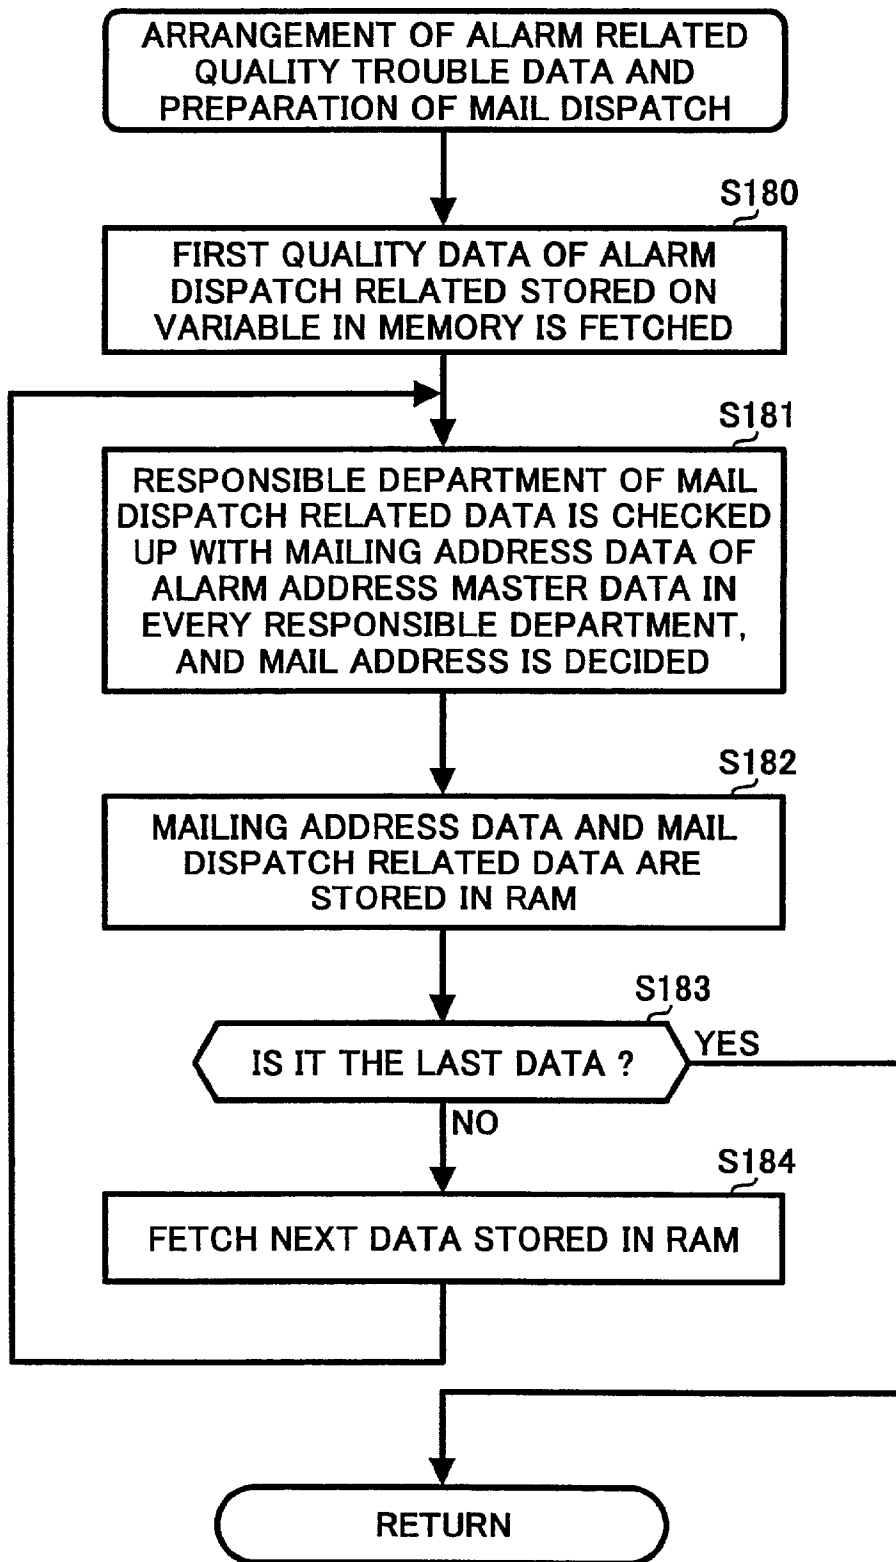 ARRANGEMENT OF ALARM RELATED
QUALITY TROUBLE DATA AND
PREPARATION OF MAIL DISPATCH
S180
FIRST QUALITY DATA OF ALARM
DISPATCH RELATED STORED ON
VARIABLE IN MEMORY IS FETCHED
S181
RESPONSIBLE DEPARTMENT OF MAIL
DISPATCH RELATED DATA IS CHECKED
UP WITH MAILING ADDRESS DATA OF
ALARM ADDRESS MASTER DATA IN
EVERY RESPONSIBLE DEPARTMENT,
AND MAIL ADDRESS IS DECIDED
S182
MAILING ADDRESS DATA AND MAIL
DISPATCH RELATED DATA ARE
STORED IN RAM
S183
IS IT THE LAST DATA ?
YES
NO
S184
FETCH NEXT DATA STORED IN RAM
RETURN